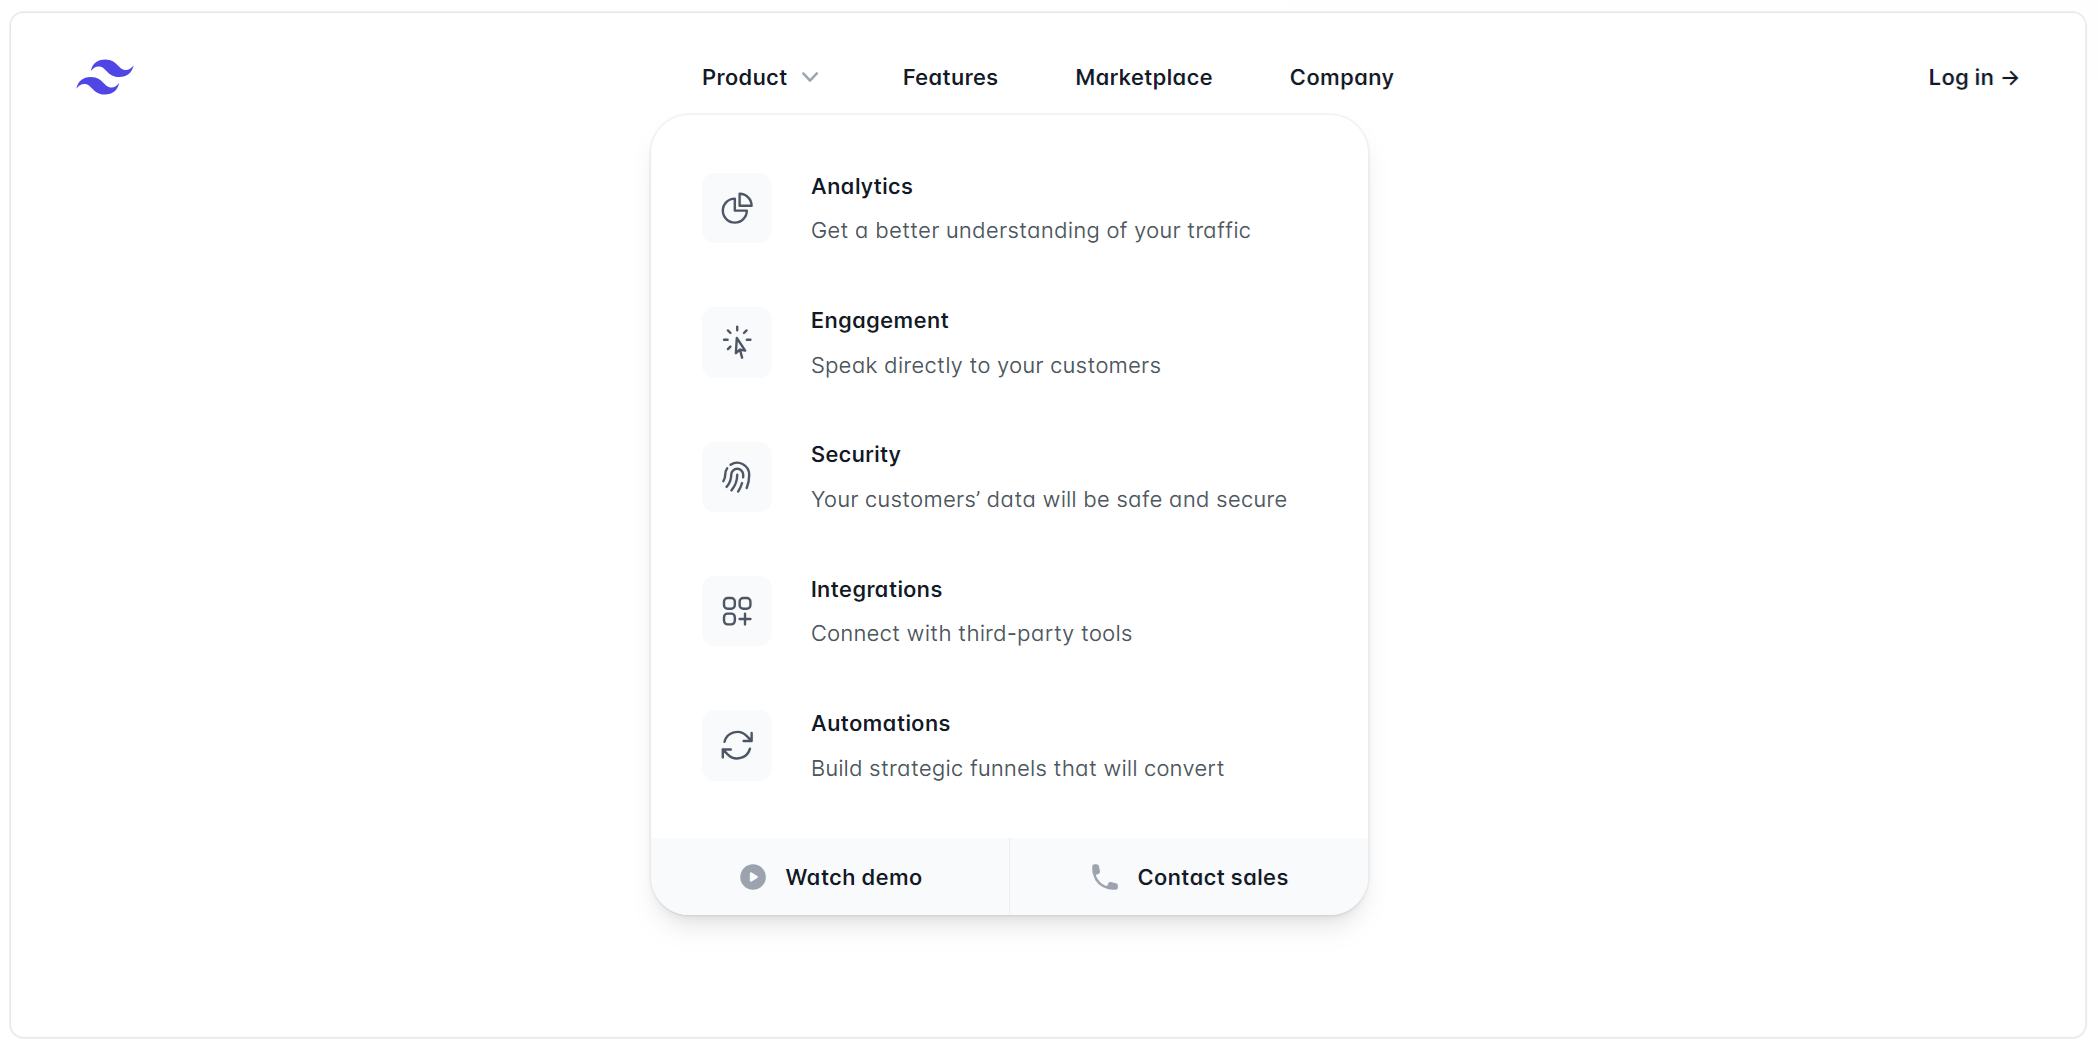 Product Features Marketplace Company Log in →
Analytics
Get a better understanding of your traffic
Engagement
Speak directly to your customers
Security
Your customers’ data will be safe and secure
Integrations
Connect with third-party tools
Automations
Build strategic funnels that will convert
Watch demo Contact sales